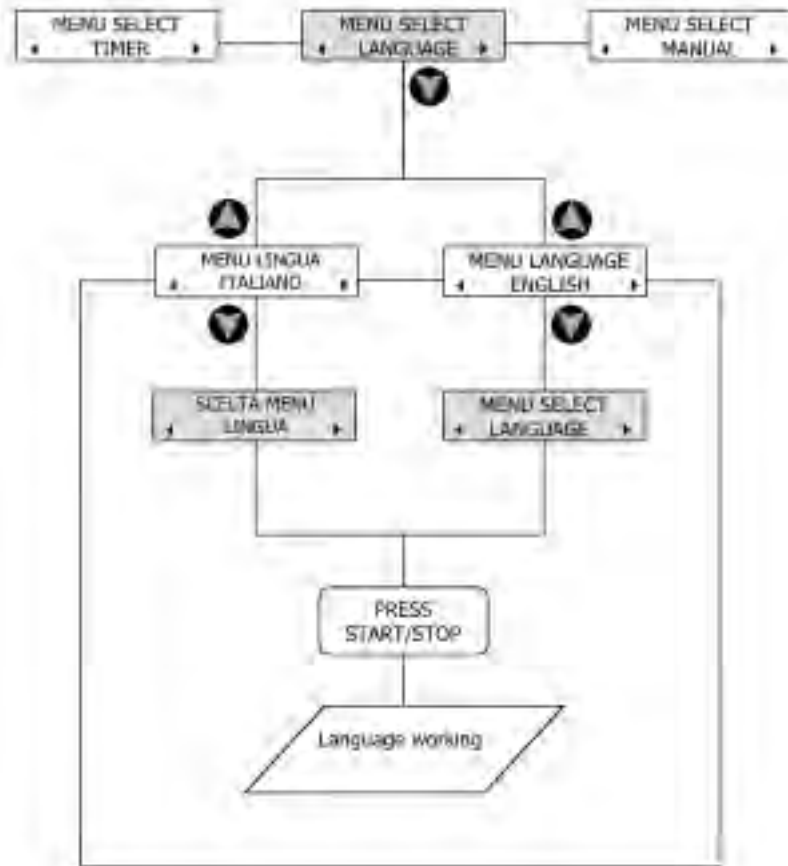 MENU SELECT
TIMER
MENU SELECT
LANGUAGE
MENU SELECT
MANUAL
MENU LINGUA
ITALIANO
MENU LANGUAGE
ENGLISH
SCELTA MENU
LINGUA
MENU SELECT
LANGUAGE
PRESS
START/STOP
Language working